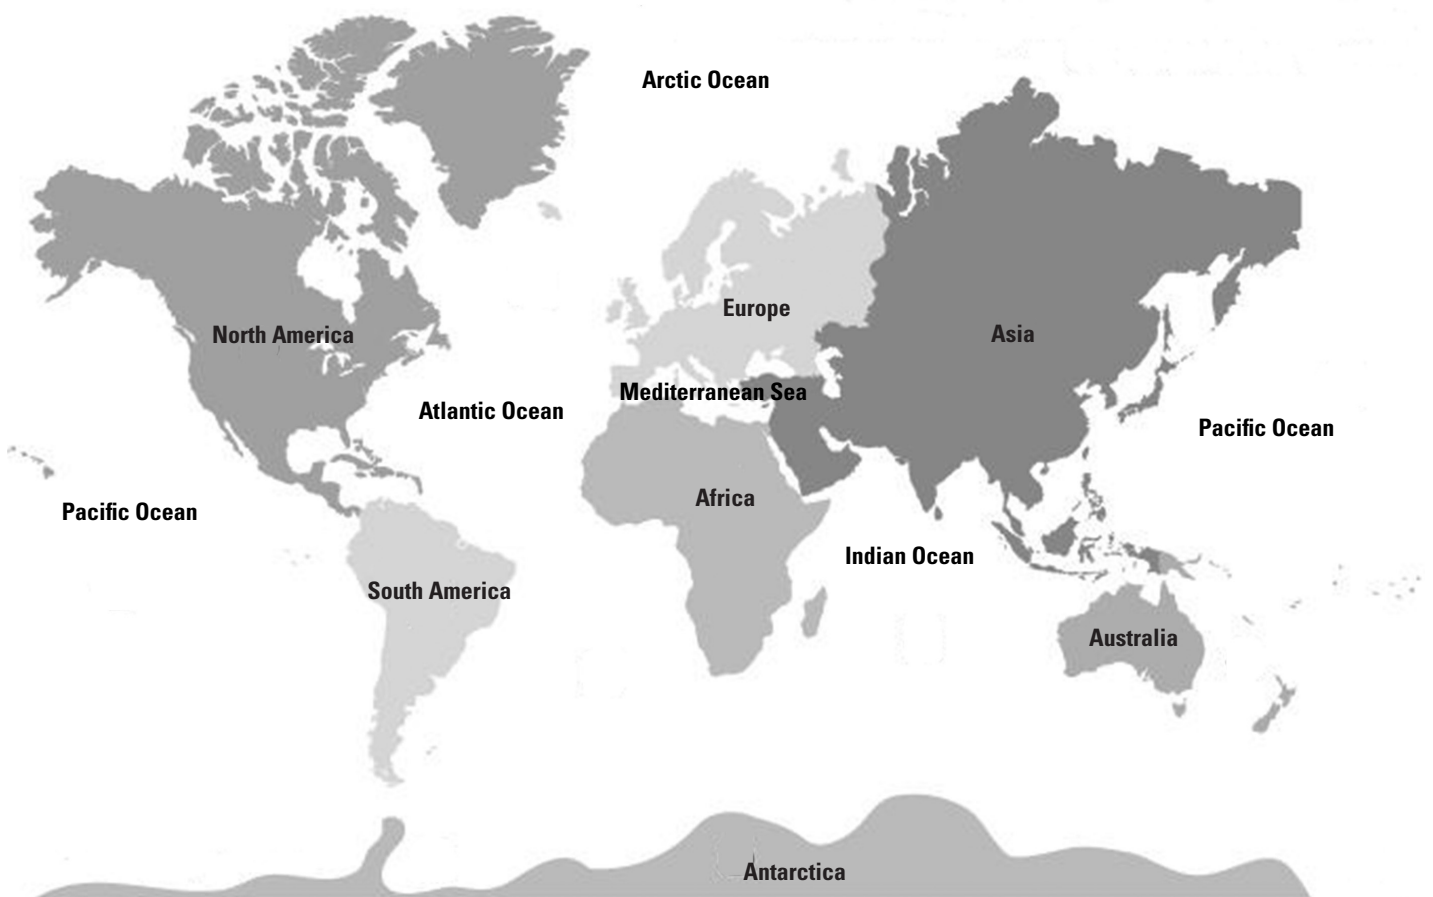 Arctic Ocean
Europe
North America
Asia
Mediterranean Sea
Atlantic Ocean
Pacific Ocean
Africa
Pacific Ocean
Indian Ocean
South America
Australia
Antarctica